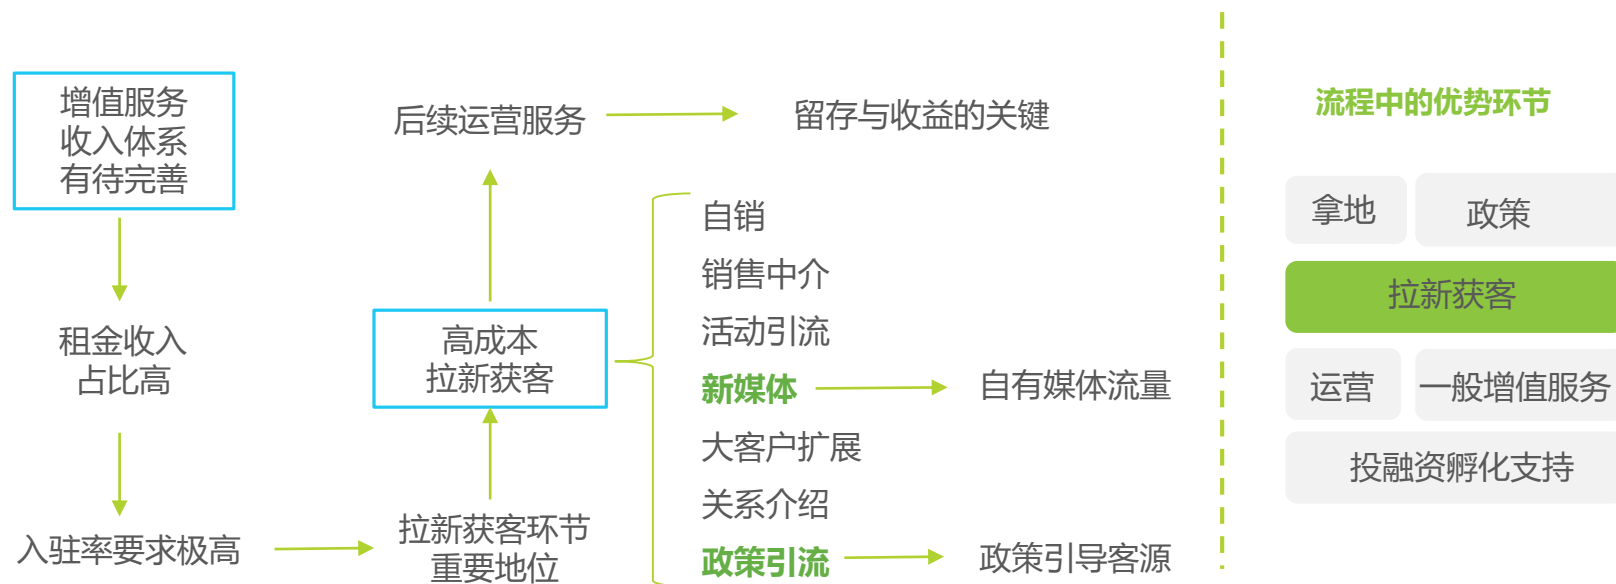 增值服务
收入体系
有待完善
租金收入
占比高
入驻率要求极高
拉新获客环节
重要地位
高成本
拉新获客
后续运营服务
留存与收益的关键
自销
销售中介
活动引流
新媒体
自有媒体流量
大客户扩展
关系介绍
政策引流
政策引导客源
流程中的优势环节
拿地
政策
拉新获客
运营
一般增值服务
投融资孵化支持